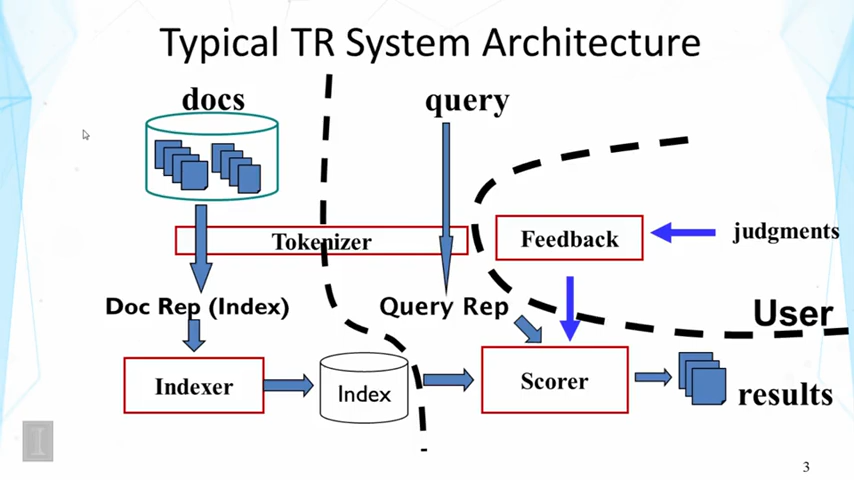 Typical TR System Architecture
docs
query
Tokenizer
Feedback
judgments
Doc Rep (Index)
Query Rep
User
Indexer
Index
Scorer
results
3